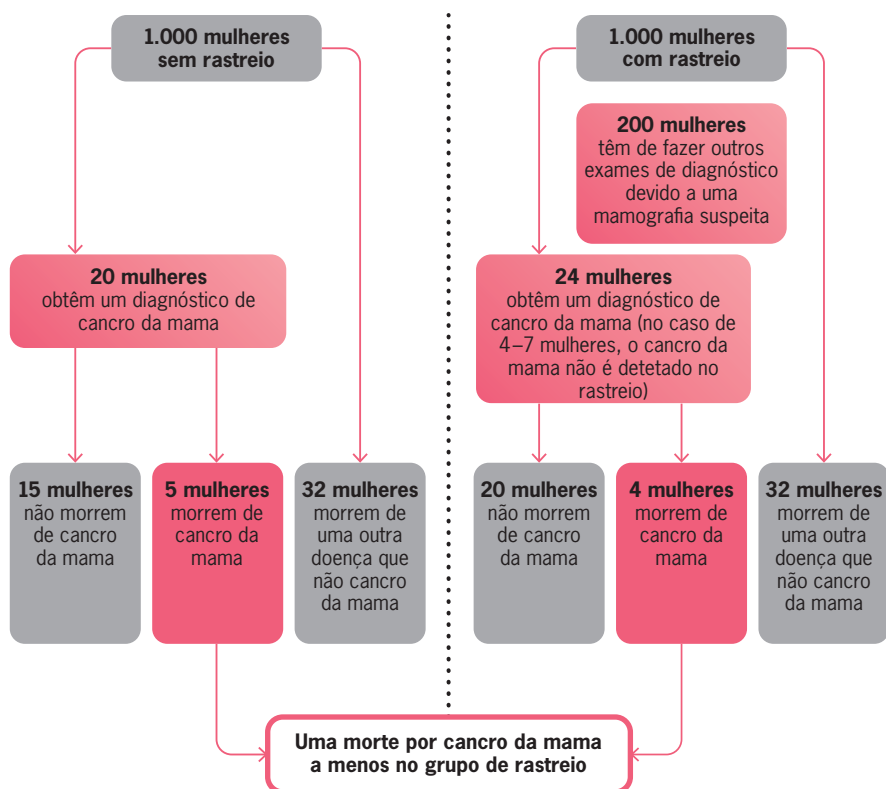 1.000 mulheres
sem rastreio
20 mulheres
obtêm um diagnóstico de
cancro da mama
15 mulheres
não morrem
de cancro
da mama
5 mulheres
morrem de
cancro da
mama
32 mulheres
morrem de
uma outra
doença que
não cancro
da mama
1.000 mulheres
com rastreio
200 mulheres
têm de fazer outros
exames de diagnóstico
devido a uma
mamografia suspeita
24 mulheres
obtêm um diagnóstico de
cancro da mama (no caso de
4–7 mulheres, o cancro da
mama não é detetado no
rastreio)
20 mulheres
não morrem
de cancro
da mama
4 mulheres
morrem de
cancro da
mama
32 mulheres
morrem de
uma outra
doença que
não cancro
da mama
Uma morte por cancro da mama
a menos no grupo de rastreio